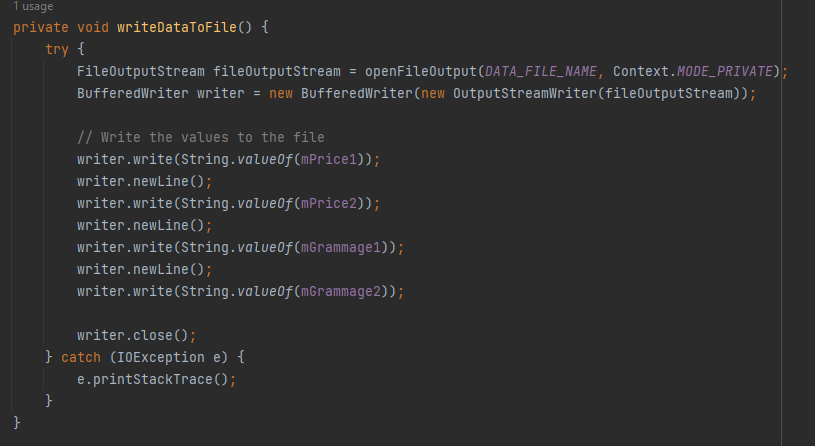 1 usage
private void writeDataToFile() {
try {
FileOutputStream fileOutputStream = openFileOutput(DATA_FILE_NAME, Context.MODE_PRIVATE);
BufferedWriter writer = new BufferedWriter(new OutputStreamWriter(fileOutputStream));
// Write the values to the file
writer.write(String.valueOf(mPrice1));
writer.newLine();
writer.write(String.valueOf(mPrice2));
writer.newLine();
writer.write(String.valueOf(mGrammage1));
writer.newLine();
writer.write(String.valueOf(mGrammage2));
writer.close();
} catch (IOException e) {
e.printStackTrace();
}
}